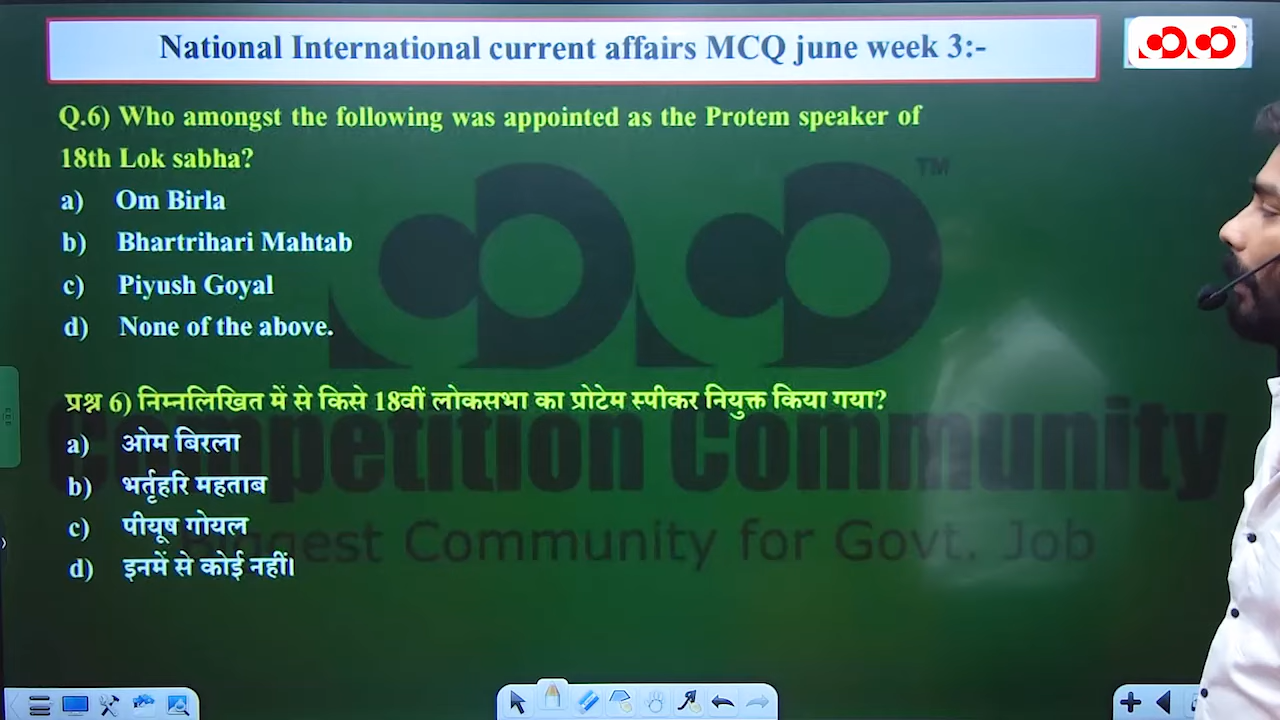 National International current affairs MCQ june week 3:-
Q.6) Who amongst the following was appointed as the Protem speaker of
18th Lok sabha?
a) Om Birla
b) Bhartrihari Mahtab
c) Piyush Goyal
d) None of the above.
प्रश्न 6) निम्नलिखित में से किसे 18वीं लोकसभा का प्रोटेम स्पीकर नियुक्त किया गया?
a) ओम बिरला
b) भर्तृहरि महताब
c) पीयूष गोयल
d) इनमें से कोई नहीं।
TM
Competition Community
Biggest Community for Govt. Job